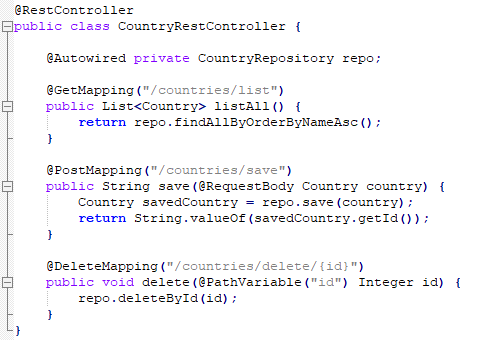 @RestController
public class CountryRestController {
@Autowired private CountryRepository repo;
@GetMapping("/countries/list")
public List<Country> listAll() {
return repo.findAllByOrderByNameAsc();
}
@PostMapping("/countries/save")
public String save(@RequestBody Country country) {
Country savedCountry = repo.save(country);
return String.valueOf(savedCountry.getId());
}
@DeleteMapping("/countries/delete/{id}")
public void delete(@PathVariable("id") Integer id) {
repo.deleteById(id);
}
}